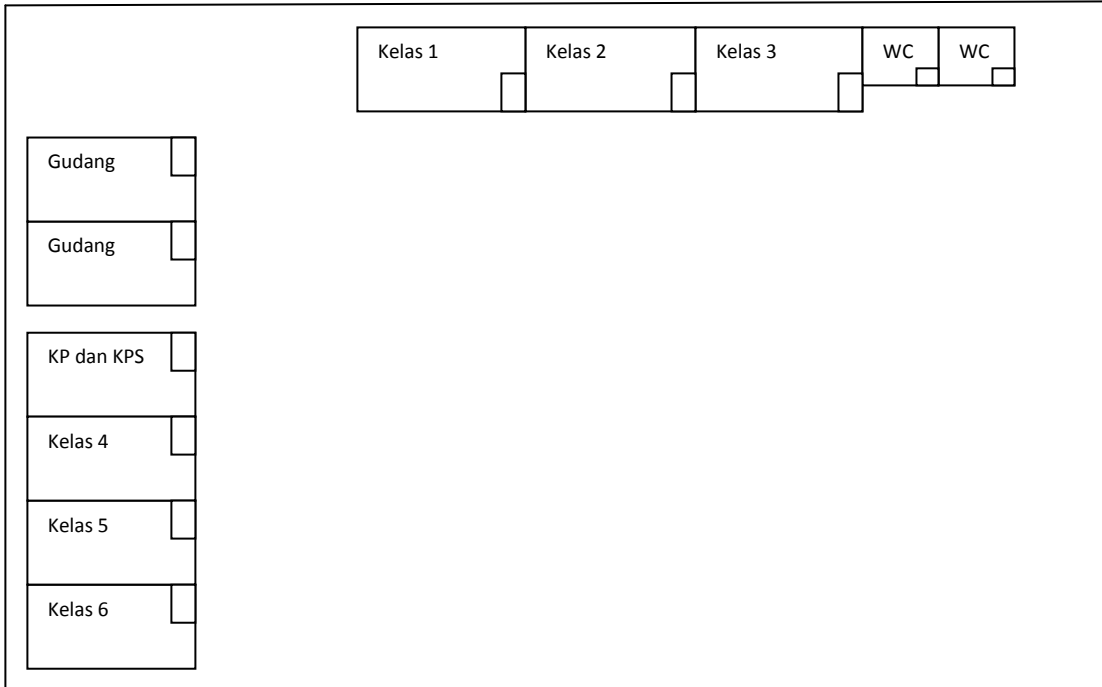 Kelas 1
Kelas 2
Kelas 3
WC
WC
Gudang
Gudang
KP dan KPS
Kelas 4
Kelas 5
Kelas 6